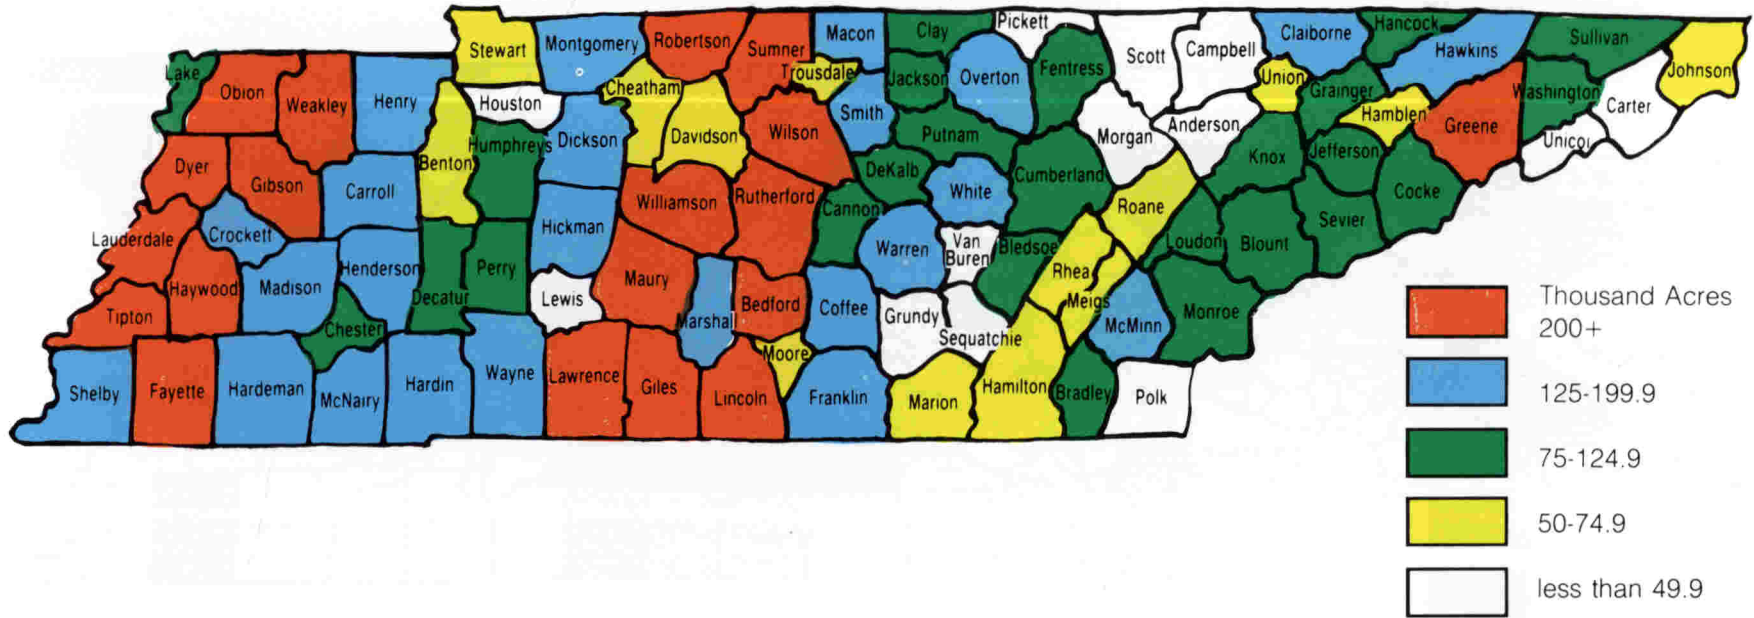 Pickett
Stewart
Montgomery
Robertson
Sumner
Macon
Clay
Scott
Campbell
Claiborne
Hancock
Hawkins
Sullivan
Johnson
Lake
Obion
Weakley
Henry
Houston
Cheatham
Trousdale
Jackson
Overton
Fentress
Union
Grainger
Hamblen
Washington
Carter
Greene
Unicoi
Dyer
Gibson
Carroll
Benton
Humphreys
Dickson
Davidson
Wilson
Smith
Putnam
DeKalb
White
Cumberland
Morgan
Anderson
Knox
Jefferson
Cocke
Lauderdale
Crockett
Haywood
Madison
Henderson
Decatur
Perry
Hickman
Williamson
Rutherford
Cannon
Warren
Van
Buren
Bledsoe
Rhea
Roane
Loudon
Blount
Sevier
Tipton
Chester
Lewis
Maury
Marshall
Bedford
Coffee
Grundy
Sequatchie
Meigs
McMinn
Monroe
Shelby
Fayette
Hardeman
McNairy
Hardin
Wayne
Lawrence
Giles
Lincoln
Moore
Franklin
Marion
Hamilton
Bradley
Polk
Thousand Acres
200+
125-199.9
75-124.9
50-74.9
less than 49.9